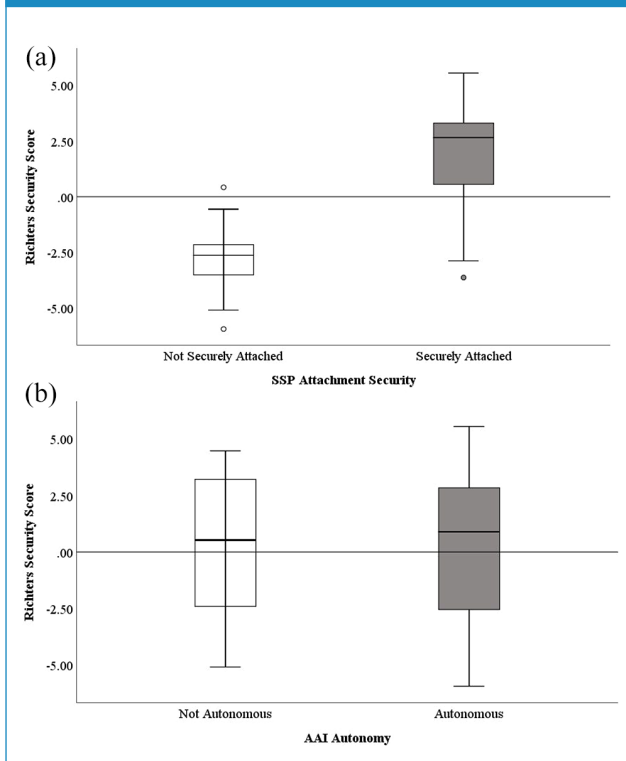 (a)
5.00
2.50
.00
-2.50
-5.00
Richters Security Score
Not Securely Attached
Securely Attached
SSP Attachment Security
(b)
5.00
2.50
.00
-2.50
-5.00
Richters Security Score
Not Autonomous
Autonomous
AAI Autonomy